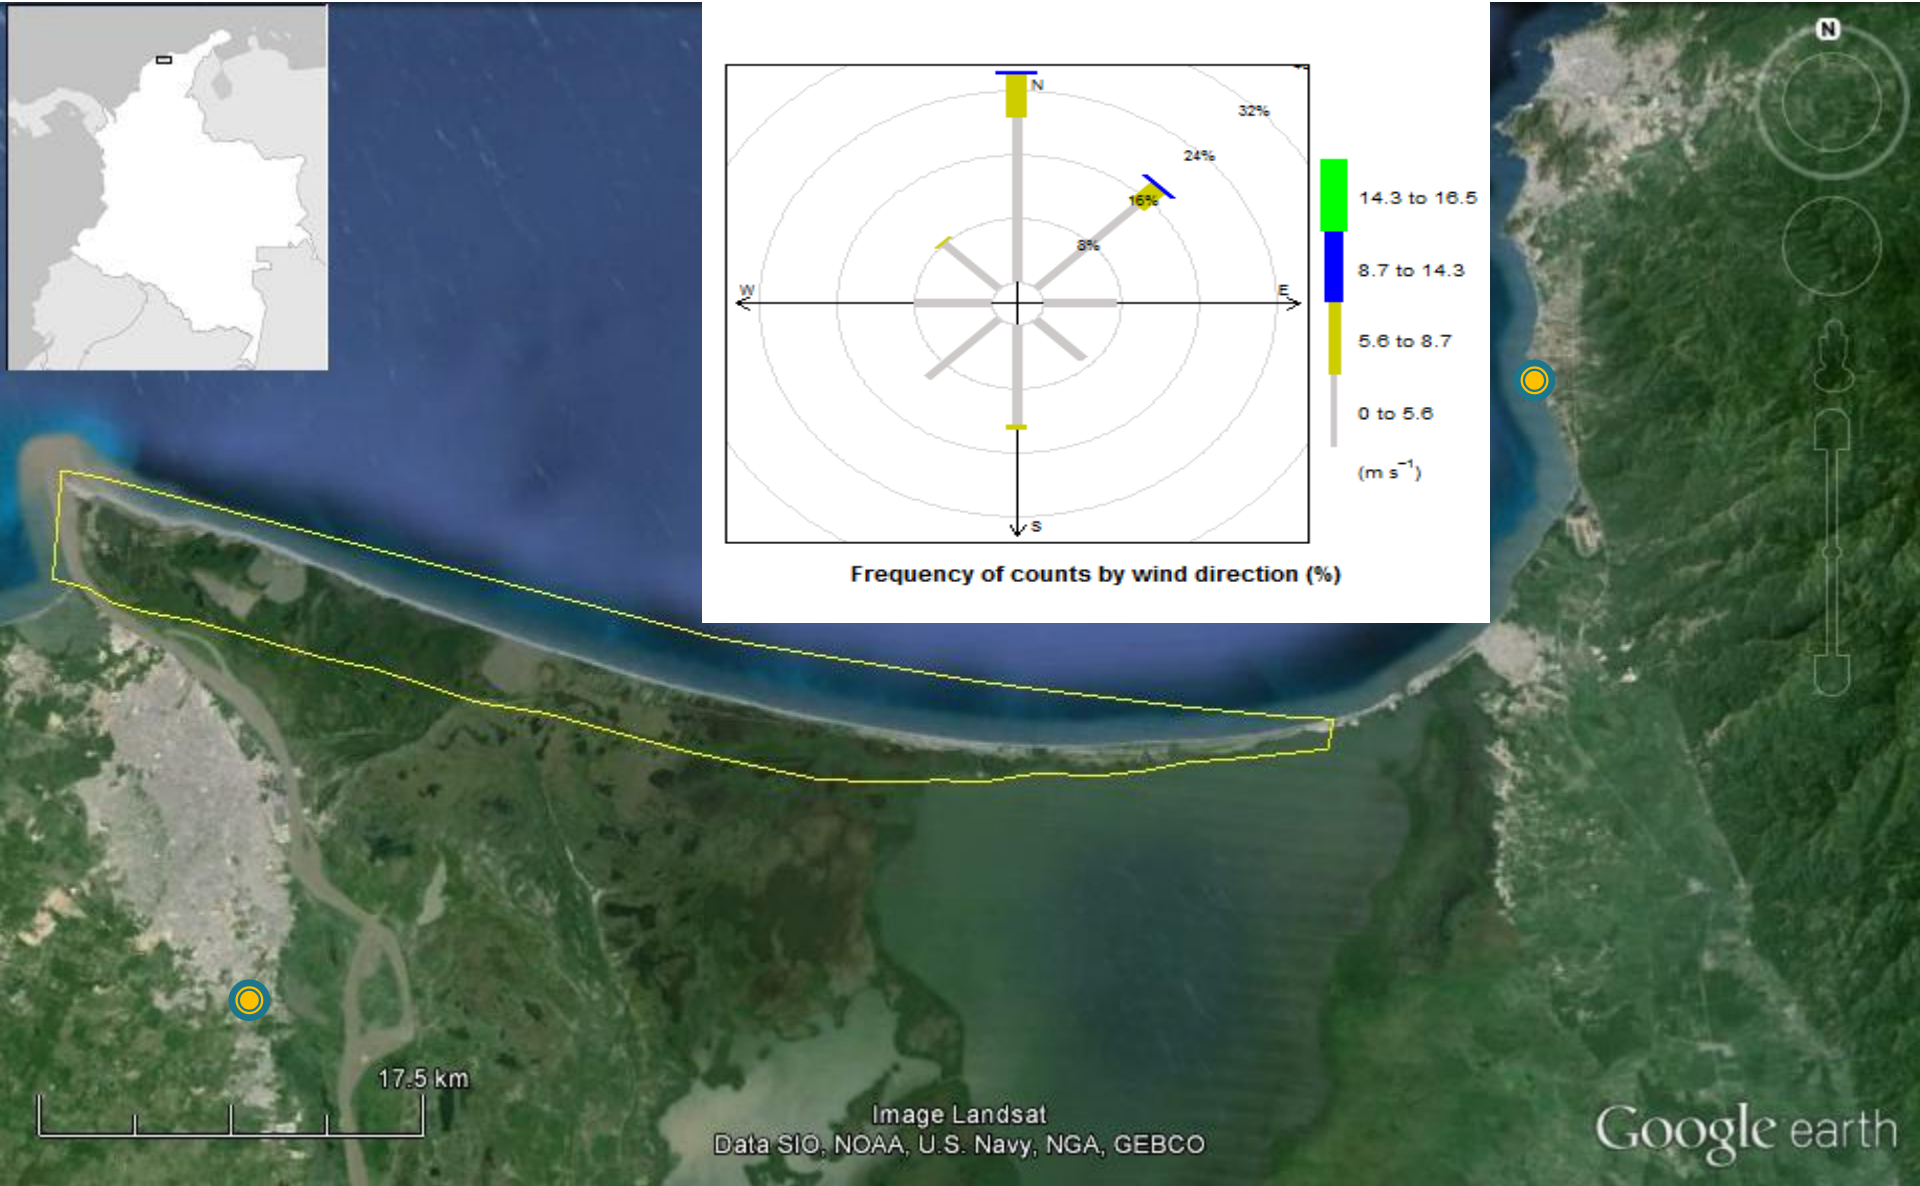 N
N
32%
24%
16%
8%
W
E
S
14.3 to 16.5
8.7 to 14.3
5.6 to 8.7
0 to 5.6
(m s⁻¹)
Frequency of counts by wind direction (%)
17.5 km
Image Landsat
Data SIO, NOAA, U.S. Navy, NGA, GEBCO
Google earth